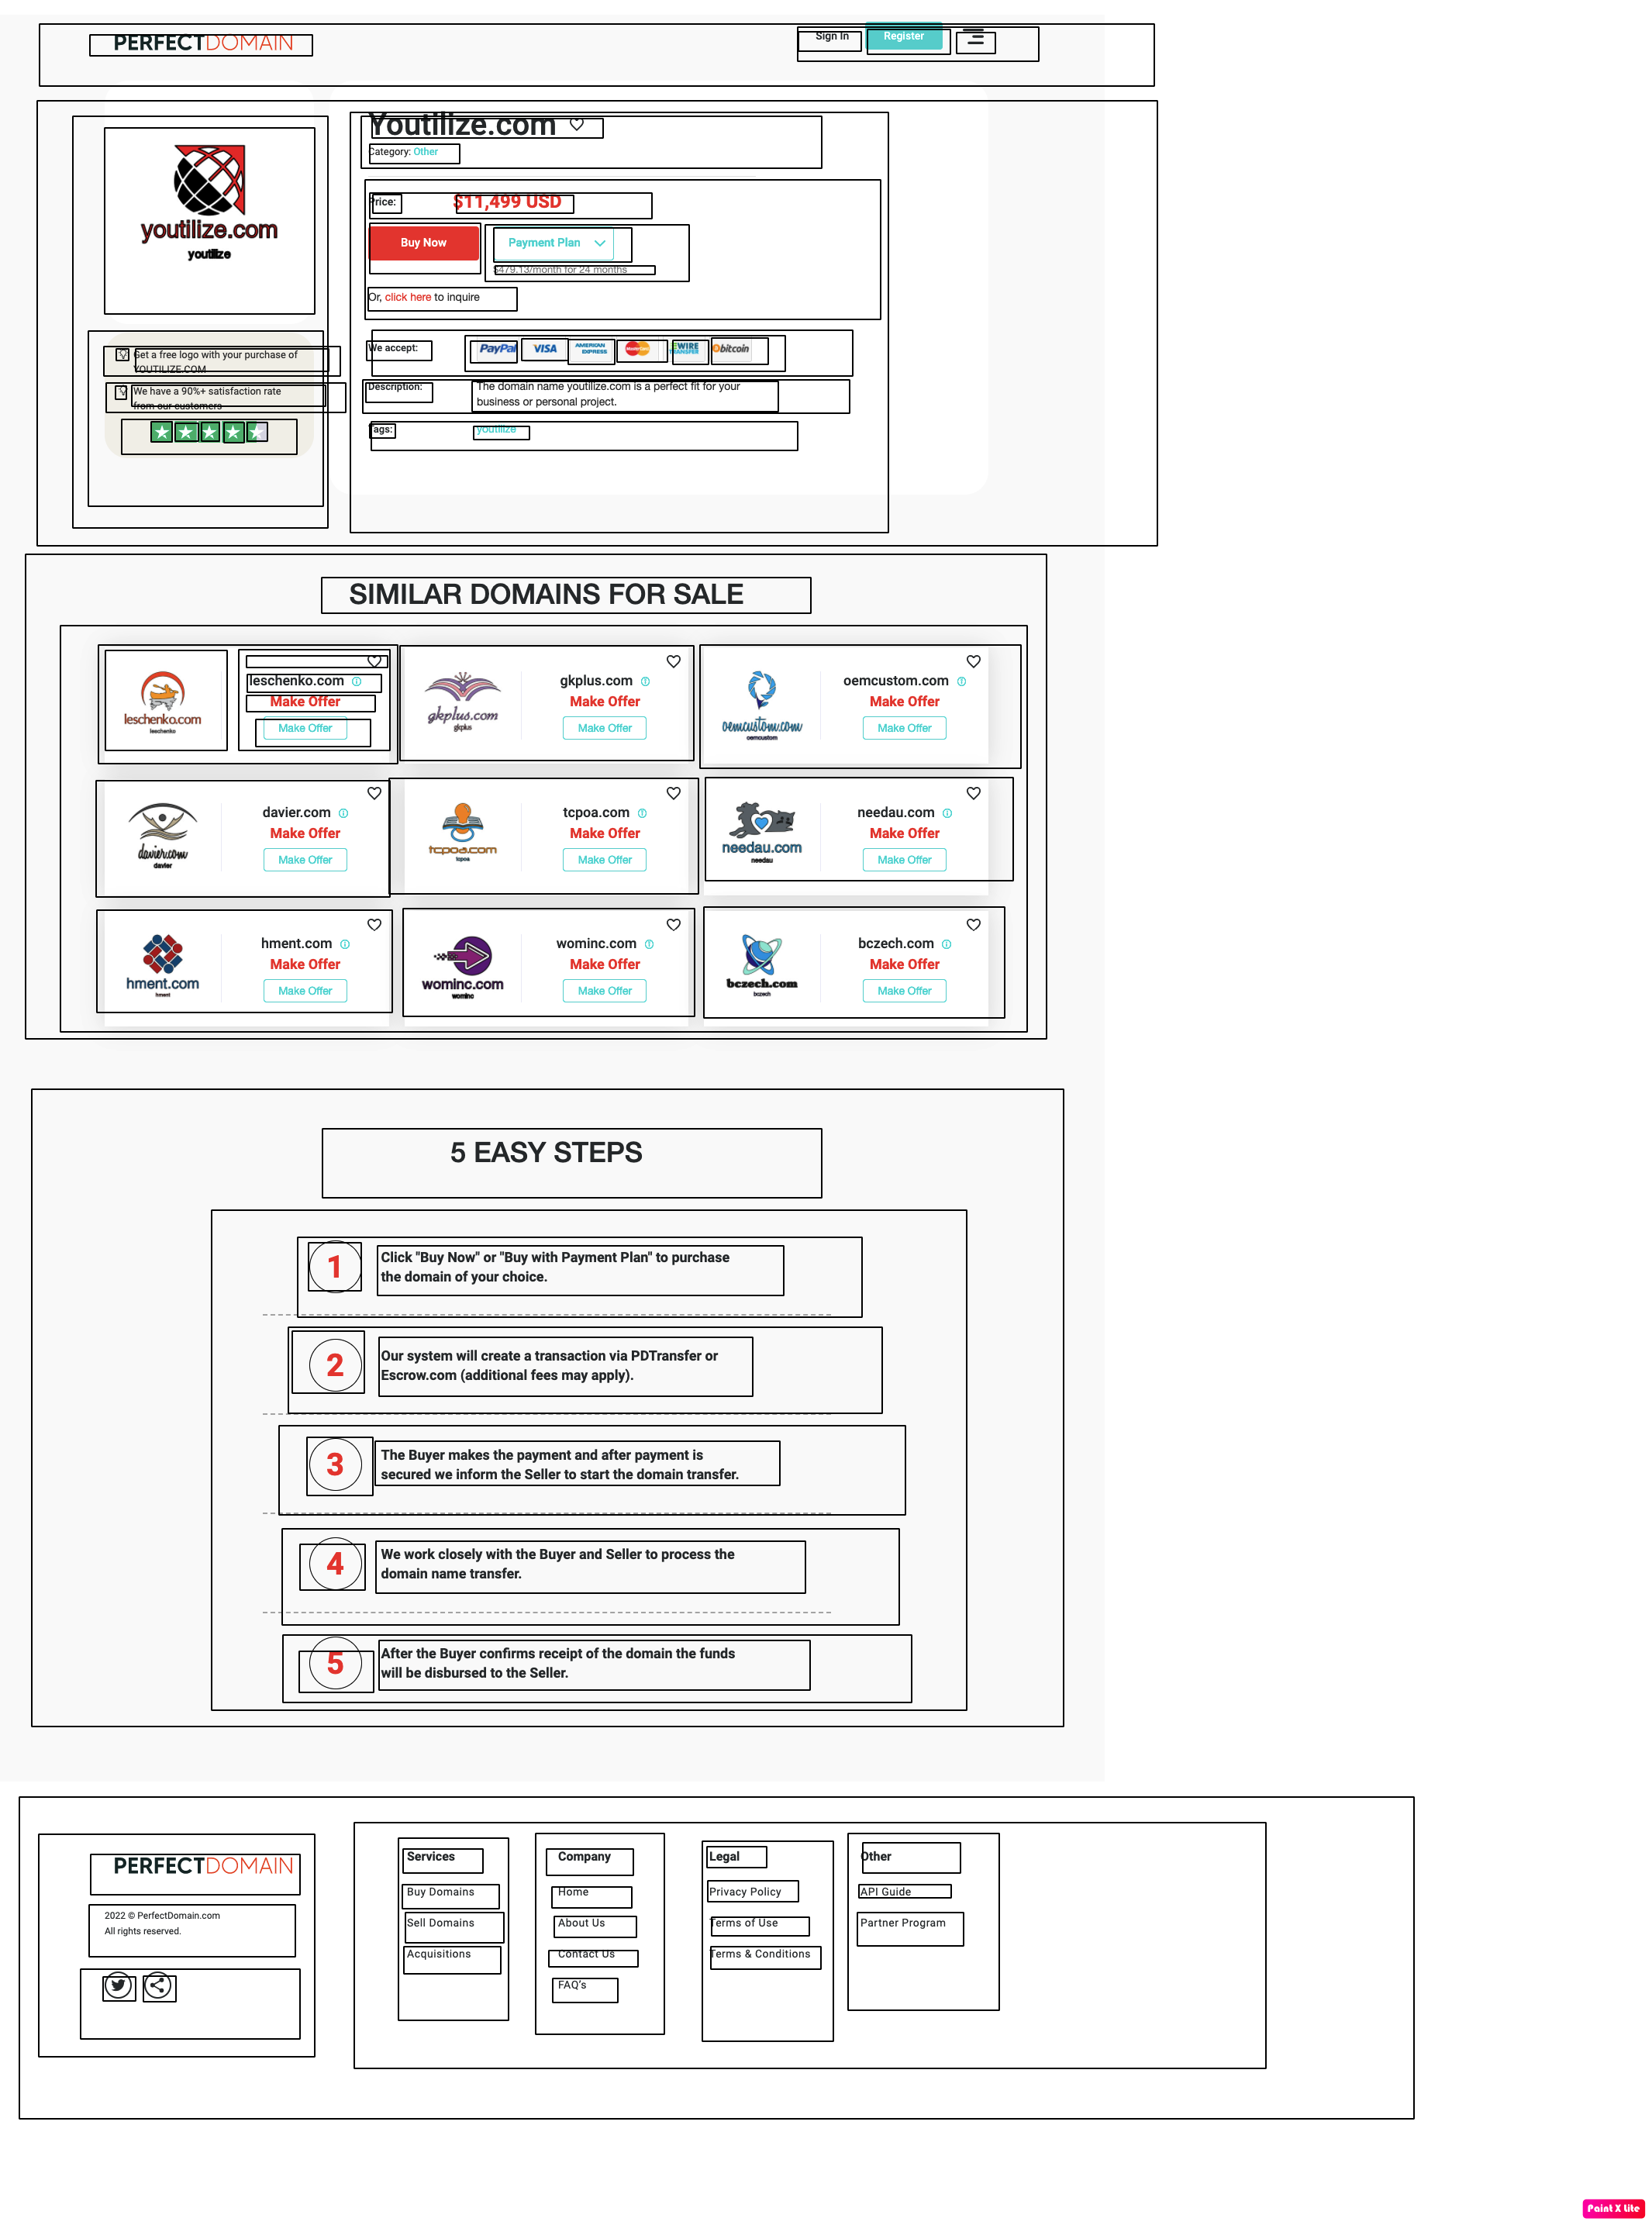 PERFECTDOMAIN
Sign In
Register
youtilize.com
youtilize
Get a free logo with your purchase of
YOUTILIZE.COM
We have a 90%+ satisfaction rate
from our customers
Youtilize.com
Category: Other
Price:
$11,499 USD
Buy Now
Payment Plan
$479.13/month for 24 months
Or, click here to inquire
We accept:
PayPal
VISA
AMERICAN EXPRESS
WIRE TRANSFER
bitcoin
Description:
The domain name youtilize.com is a perfect fit for your
business or personal project.
Tags:
youtilize
SIMILAR DOMAINS FOR SALE
leschenko.com
leschenko
leschenko.com
Make Offer
Make Offer
gkplus.com
gkplus
gkplus.com
Make Offer
Make Offer
oemcustom.com
oemcustom
oemcustom.com
Make Offer
Make Offer
davier.com
davier
davier.com
Make Offer
Make Offer
tcpoa.com
tcpoa
tcpoa.com
Make Offer
Make Offer
needau.com
needau
needau.com
Make Offer
Make Offer
hment.com
hment
hment.com
Make Offer
Make Offer
wominc.com
wominc
wominc.com
Make Offer
Make Offer
bczech.com
bczech
bczech.com
Make Offer
Make Offer
5 EASY STEPS
1
Click "Buy Now" or "Buy with Payment Plan" to purchase
the domain of your choice.
2
Our system will create a transaction via PDTransfer or
Escrow.com (additional fees may apply).
3
The Buyer makes the payment and after payment is
secured we inform the Seller to start the domain transfer.
4
We work closely with the Buyer and Seller to process the
domain name transfer.
5
After the Buyer confirms receipt of the domain the funds
will be disbursed to the Seller.
PERFECTDOMAIN
2022 © PerfectDomain.com
All rights reserved.
Services
Buy Domains
Sell Domains
Acquisitions
Company
Home
About Us
Contact Us
FAQ's
Legal
Privacy Policy
Terms of Use
Terms & Conditions
Other
API Guide
Partner Program
Paint X Lite